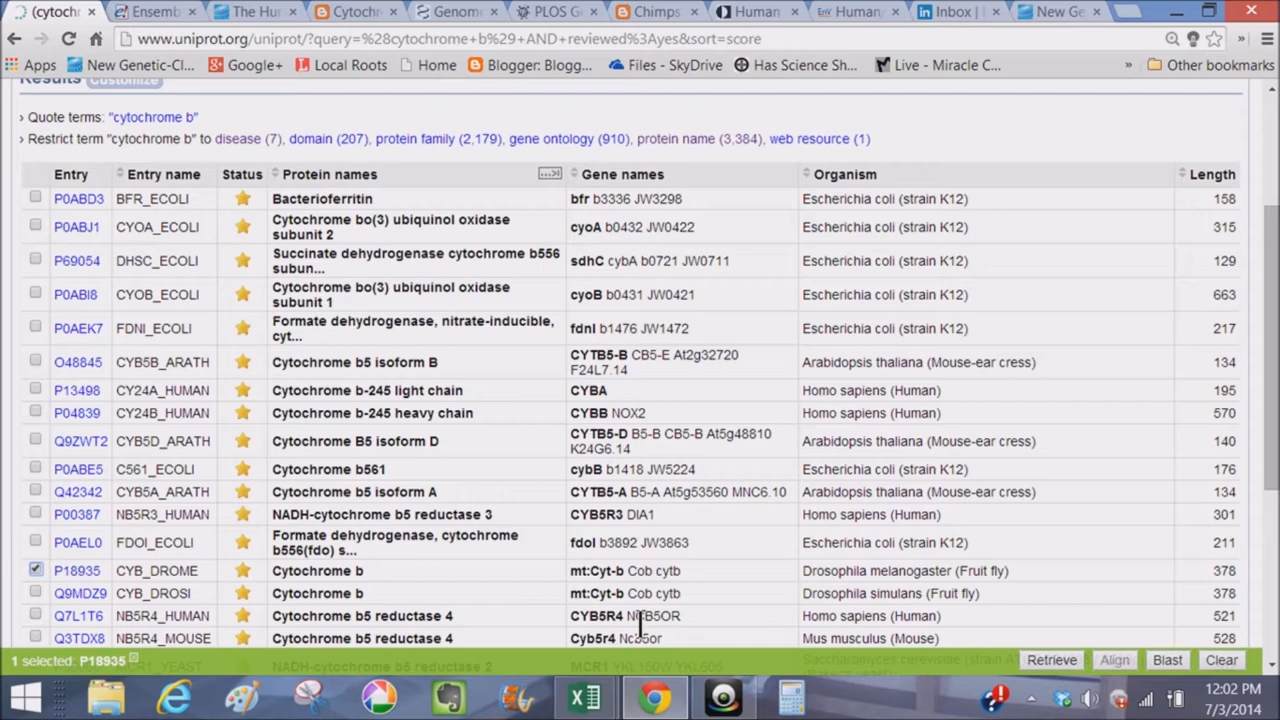 (cytochr
Ensemb
The Hu
Cytoch
Genom
PLOS G
Chimps
Human
Human/
Inbox |
New Ge
www.uniprot.org/uniprot/?query=%28cytochrome+b%29+AND+reviewed%3Ayes&sort=score
Apps New Genetic-Cl... Google+ Local Roots Home Blogger: Blogg... Files - SkyDrive Has Science Sh... Live - Miracle C... » Other bookmarks
Results Customize
› Quote terms: "cytochrome b"
› Restrict term "cytochrome b" to disease (7), domain (207), protein family (2,179), gene ontology (910), protein name (3,384), web resource (1)
Entry Entry name Status Protein names Gene names Organism Length
P0ABD3 BFR_ECOLI Bacterioferritin bfr b3336 JW3298 Escherichia coli (strain K12) 158
P0ABJ1 CYOA_ECOLI Cytochrome bo(3) ubiquinol oxidase subunit 2 cyoA b0432 JW0422 Escherichia coli (strain K12) 315
P69054 DHSC_ECOLI Succinate dehydrogenase cytochrome b556 subun... sdhC cybA b0721 JW0711 Escherichia coli (strain K12) 129
P0ABI8 CYOB_ECOLI Cytochrome bo(3) ubiquinol oxidase subunit 1 cyoB b0431 JW0421 Escherichia coli (strain K12) 663
P0AEK7 FDNI_ECOLI Formate dehydrogenase, nitrate-inducible, cyt... fdnI b1476 JW1472 Escherichia coli (strain K12) 217
O48845 CYB5B_ARATH Cytochrome b5 isoform B CYTB5-B CB5-E At2g32720 F24L7.14 Arabidopsis thaliana (Mouse-ear cress) 134
P13498 CY24A_HUMAN Cytochrome b-245 light chain CYBA Homo sapiens (Human) 195
P04839 CY24B_HUMAN Cytochrome b-245 heavy chain CYBB NOX2 Homo sapiens (Human) 570
Q9ZWT2 CYB5D_ARATH Cytochrome B5 isoform D CYTB5-D B5-B CB5-B At5g48810 K24G6.14 Arabidopsis thaliana (Mouse-ear cress) 140
P0ABE5 C561_ECOLI Cytochrome b561 cybB b1418 JW5224 Escherichia coli (strain K12) 176
Q42342 CYB5A_ARATH Cytochrome b5 isoform A CYTB5-A B5-A At5g53560 MNC6.10 Arabidopsis thaliana (Mouse-ear cress) 134
P00387 NB5R3_HUMAN NADH-cytochrome b5 reductase 3 CYB5R3 DIA1 Homo sapiens (Human) 301
P0AEL0 FDOI_ECOLI Formate dehydrogenase, cytochrome b556(fdo) s... fdoI b3892 JW3863 Escherichia coli (strain K12) 211
P18935 CYB_DROME Cytochrome b mt:Cyt-b Cob cytb Drosophila melanogaster (Fruit fly) 378
Q9MDZ9 CYB_DROSI Cytochrome b mt:Cyt-b Cob cytb Drosophila simulans (Fruit fly) 378
Q7L1T6 NB5R4_HUMAN Cytochrome b5 reductase 4 CYB5R4 NCB5OR Homo sapiens (Human) 521
Q3TDX8 NB5R4_MOUSE Cytochrome b5 reductase 4 Cyb5r4 Ncb5or Mus musculus (Mouse) 528
NADH-cytochrome b5 reductase 2 MCR1 YKL150W YKL605 Saccharomyces cerevisiae (strain
1 selected: P18935 Retrieve Align Blast Clear
12:02 PM
7/3/2014